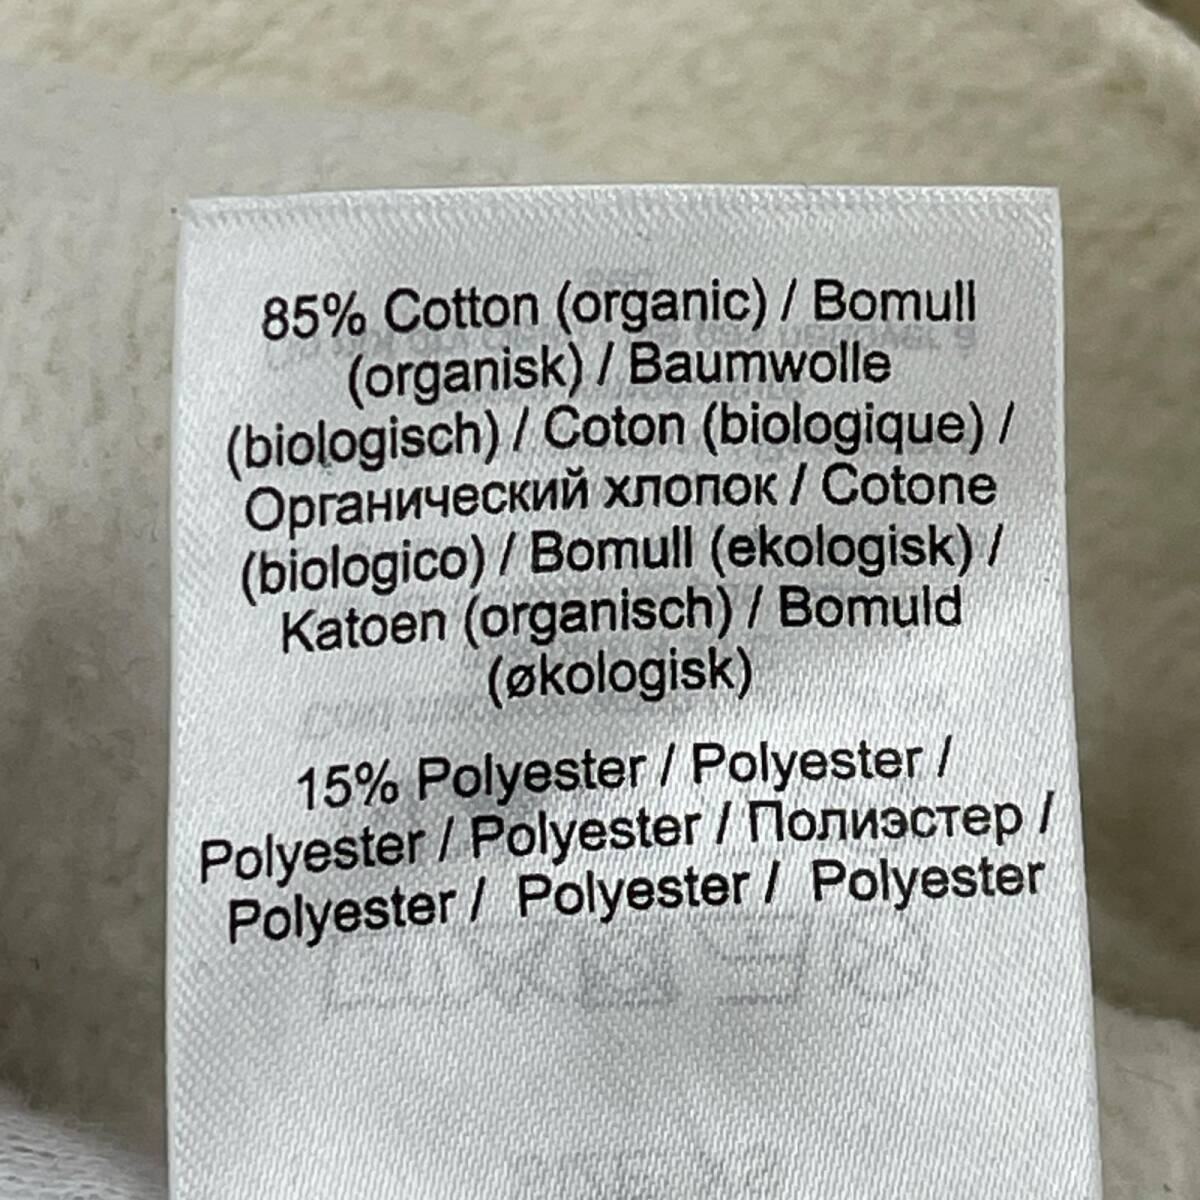 85% Cotton (organic) / Bomull
(organisk) / Baumwolle
(biologisch) / Coton (biologique) /
Органический хлопок / Cotone
(biologico) / Bomull (ekologisk) /
Katoen (organisch) / Bomuld
(økologisk)
15% Polyester / Polyester /
Polyester / Polyester / Полиэстер /
Polyester / Polyester / Polyester